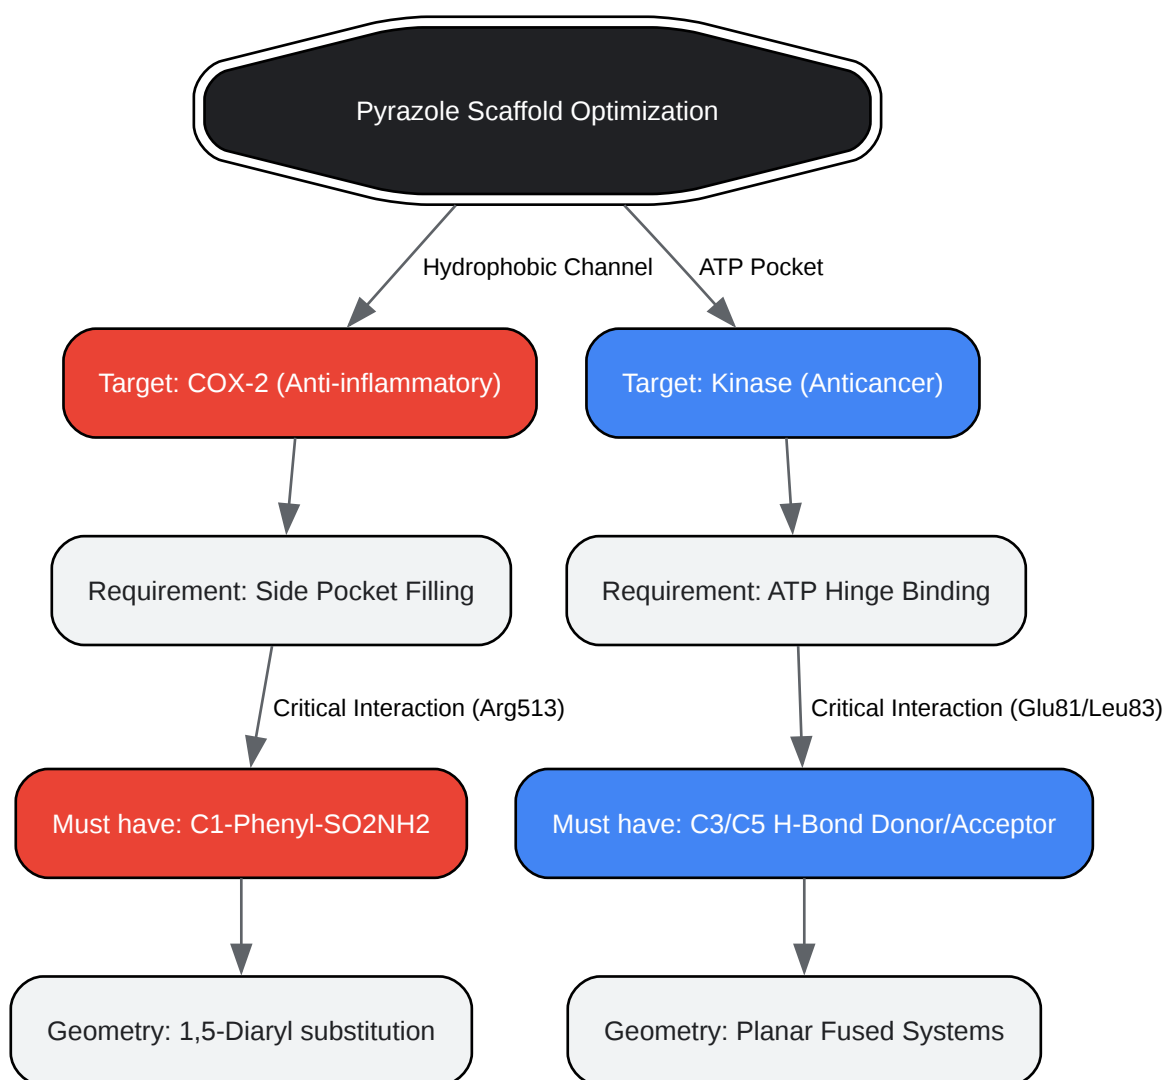 Pyrazole Scaffold Optimization
Hydrophobic Channel
ATP Pocket
Target: COX-2 (Anti-inflammatory)
Target: Kinase (Anticancer)
Requirement: Side Pocket Filling
Requirement: ATP Hinge Binding
Critical Interaction (Arg513)
Critical Interaction (Glu81/Leu83)
Must have: C1-Phenyl-SO2NH2
Must have: C3/C5 H-Bond Donor/Acceptor
Geometry: 1,5-Diaryl substitution
Geometry: Planar Fused Systems